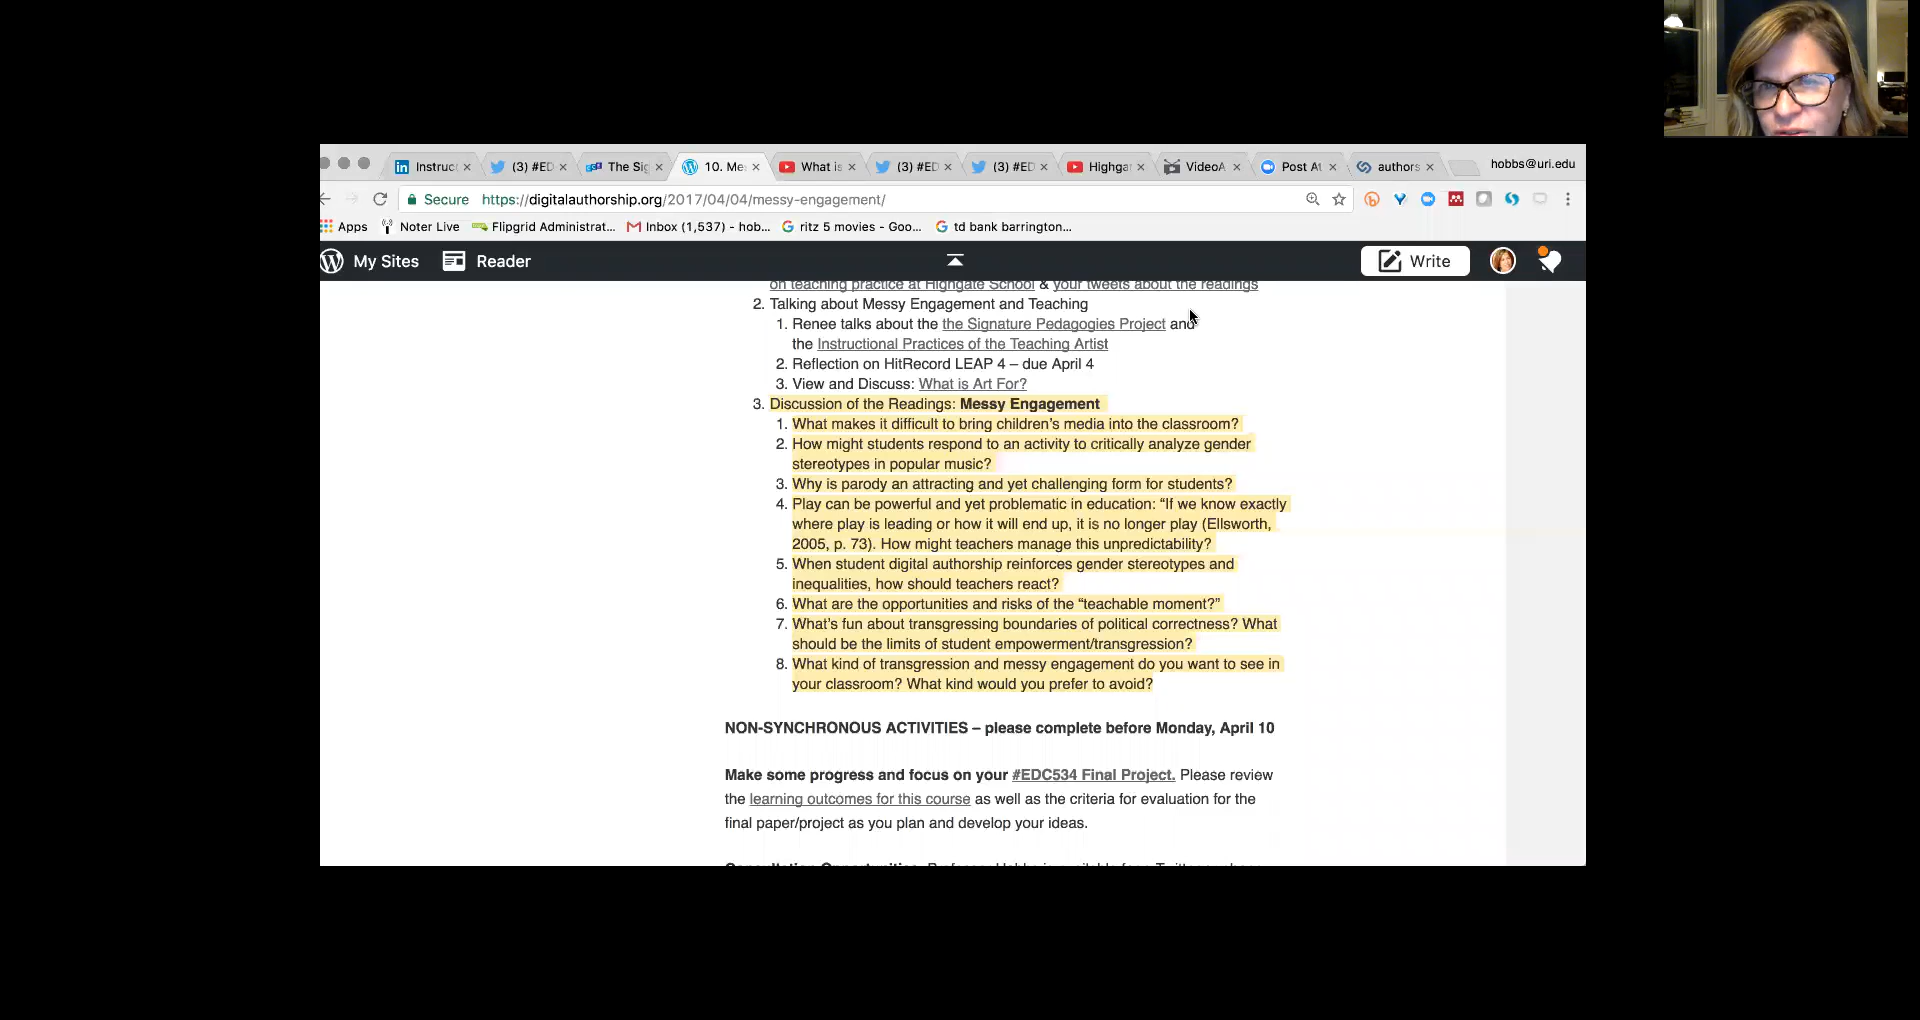 Instruc
(3) #ED
The Sig
10. Me
What is
(3) #ED
(3) #ED
Highga
VideoA
Post At
authors
hobbs@uri.edu
Secure https://digitalauthorship.org/2017/04/04/messy-engagement/
Apps
Noter Live
Flipgrid Administrat...
Inbox (1,537) - hob...
ritz 5 movies - Goo...
td bank barrington...
My Sites
Reader
Write
on teaching practice at Highgate School & your tweets about the readings
2. Talking about Messy Engagement and Teaching
1. Renee talks about the the Signature Pedagogies Project and
the Instructional Practices of the Teaching Artist
2. Reflection on HitRecord LEAP 4 – due April 4
3. View and Discuss: What is Art For?
3. Discussion of the Readings: Messy Engagement
1. What makes it difficult to bring children’s media into the classroom?
2. How might students respond to an activity to critically analyze gender
stereotypes in popular music?
3. Why is parody an attracting and yet challenging form for students?
4. Play can be powerful and yet problematic in education: “If we know exactly
where play is leading or how it will end up, it is no longer play (Ellsworth,
2005, p. 73). How might teachers manage this unpredictability?
5. When student digital authorship reinforces gender stereotypes and
inequalities, how should teachers react?
6. What are the opportunities and risks of the “teachable moment?”
7. What’s fun about transgressing boundaries of political correctness? What
should be the limits of student empowerment/transgression?
8. What kind of transgression and messy engagement do you want to see in
your classroom? What kind would you prefer to avoid?
NON-SYNCHRONOUS ACTIVITIES – please complete before Monday, April 10
Make some progress and focus on your #EDC534 Final Project. Please review
the learning outcomes for this course as well as the criteria for evaluation for the
final paper/project as you plan and develop your ideas.